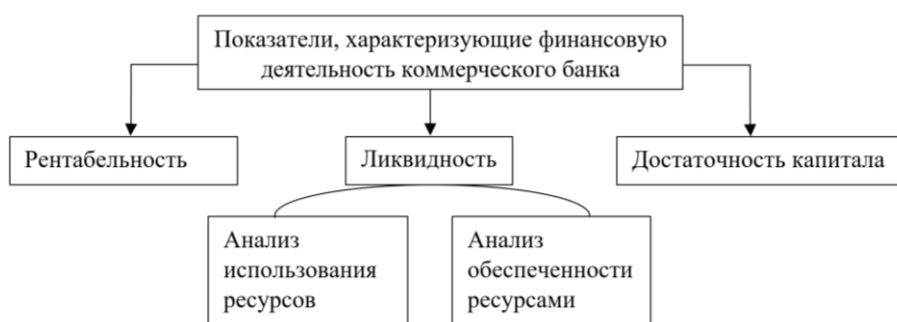 Показатели, характеризующие финансовую
деятельность коммерческого банка
Рентабельность
Ликвидность
Достаточность капитала
Анализ
использования
ресурсов
Анализ
обеспеченности
ресурсами